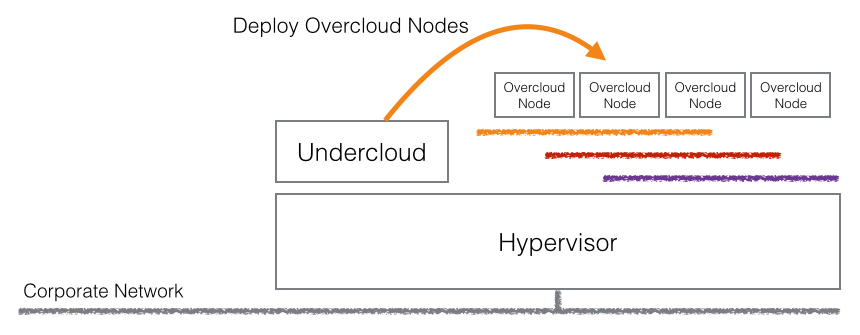 Deploy Overcloud Nodes
Overcloud
Node
Overcloud
Node
Overcloud
Node
Overcloud
Node
Undercloud
Hypervisor
Corporate Network